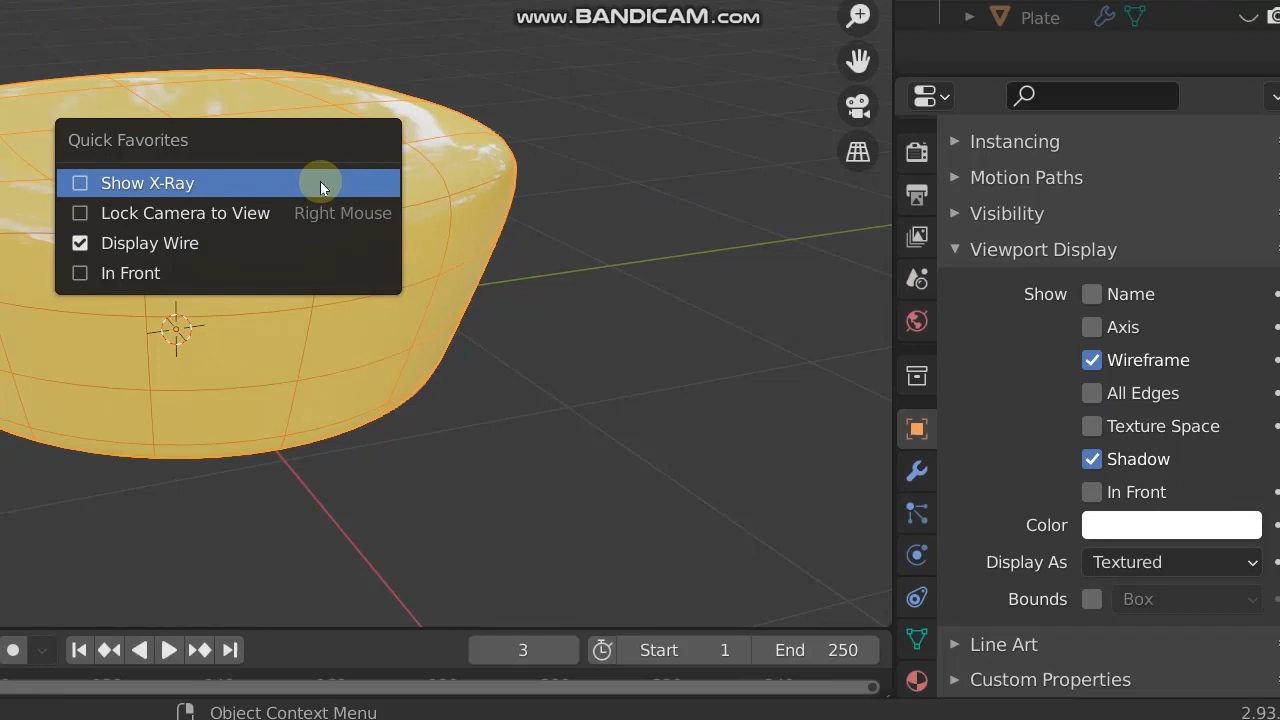 www.BANDICAM.com
Plate
Quick Favorites
Show X-Ray
Lock Camera to View Right Mouse
Display Wire
In Front
Instancing
Motion Paths
Visibility
Viewport Display
Show Name
Axis
Wireframe
All Edges
Texture Space
Shadow
In Front
Color
Display As Textured
Bounds Box
Line Art
Custom Properties
3 Start 1 End 250
Object Context Menu
2.93